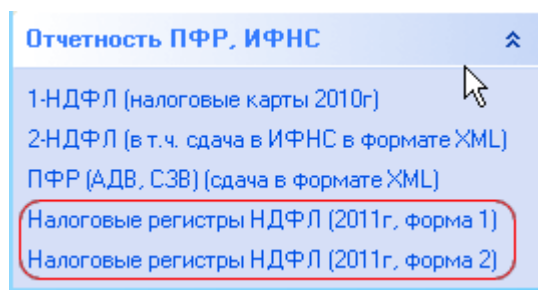 Отчетность ПФР, ИФНС
1-НДФЛ (налоговые карты 2010г)
2-НДФЛ (в т.ч. сдача в ИФНС в формате XML)
ПФР (АДВ, СЗВ) (сдача в формате XML)
Налоговые регистры НДФЛ (2011г, форма 1)
Налоговые регистры НДФЛ (2011г, форма 2)